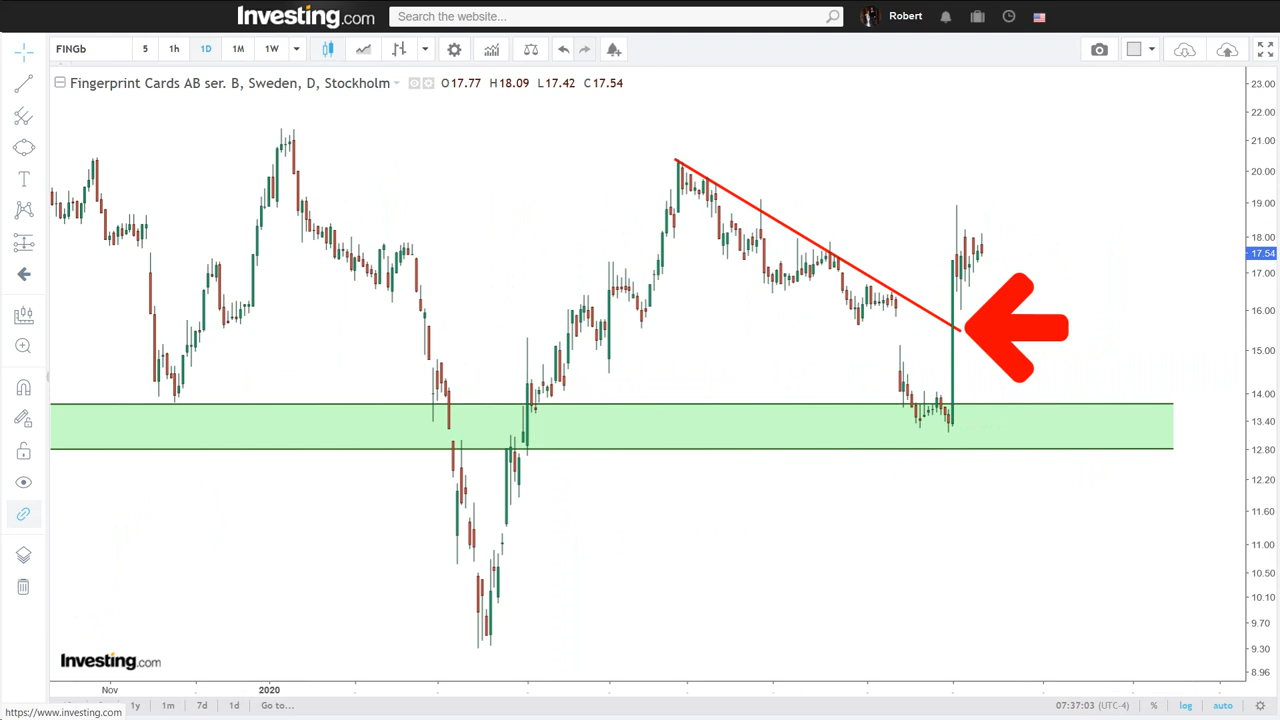 Investing.com
Search the website...
Robert
FINGb
5
1h
1D
1M
1W
Fingerprint Cards AB ser. B, Sweden, D, Stockholm
O17.77 H18.09 L17.42 C17.54
23.00
22.00
21.00
20.00
19.00
18.00
17.54
17.00
16.00
15.00
14.00
13.40
12.80
12.20
11.60
11.00
10.50
10.10
9.70
9.30
8.96
Investing.com
Nov
2020
1y
1m
7d
1d
Go to...
07:37:03 (UTC-4)
%
log
auto
https://www.investing.com